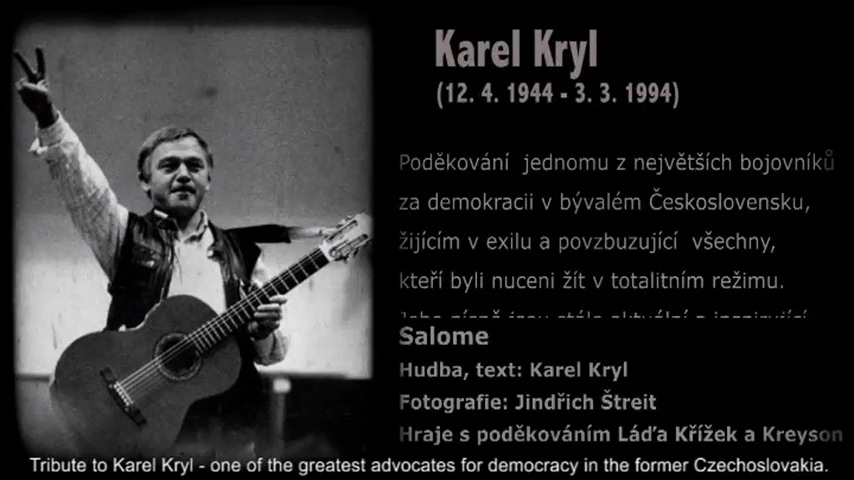 Karel Kryl
(12. 4. 1944 - 3. 3. 1994)
Poděkování jednomu z největších bojovníků
za demokracii v bývalém Československu,
žijícím v exilu a povzbuzující všechny,
kteří byli nuceni žít v totalitním režimu.
Salome
Hudba, text: Karel Kryl
Fotografie: Jindřich Štreit
Hraje s poděkováním Láďa Křížek a Kreyson
Tribute to Karel Kryl - one of the greatest advocates for democracy in the former Czechoslovakia.